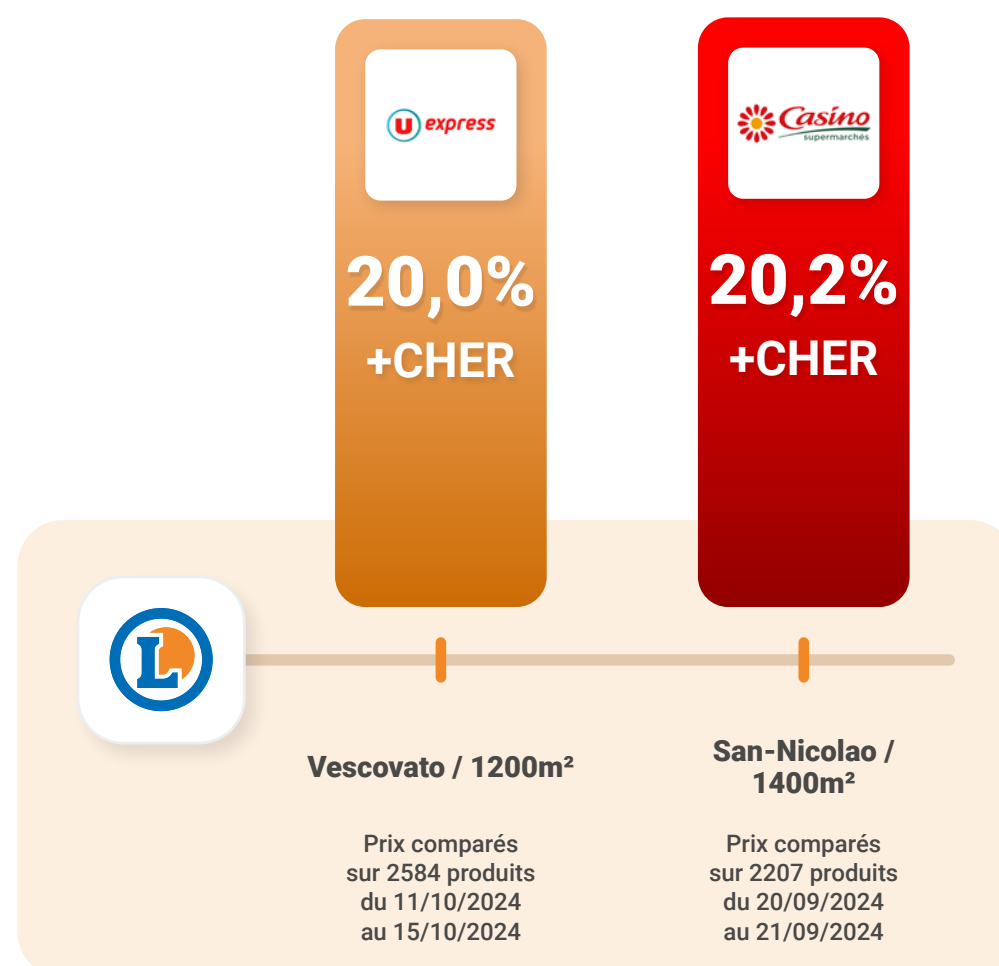 U express
20,0%
+CHER
Casino
supermarchés
20,2%
+CHER
L
Vescovato / 1200m²
Prix comparés
sur 2584 produits
du 11/10/2024
au 15/10/2024
San-Nicolao /
1400m²
Prix comparés
sur 2207 produits
du 20/09/2024
au 21/09/2024